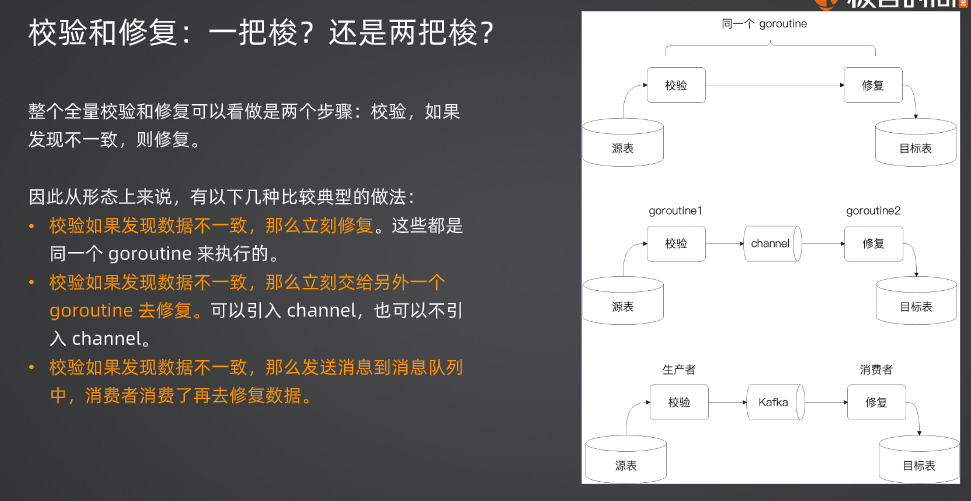 校验和修复：一把梭？还是两把梭？
整个全量校验和修复可以看做是两个步骤：校验，如果
发现不一致，则修复。
因此从形态上来说，有以下几种比较典型的做法：
• 校验如果发现数据不一致，那么立刻修复。这些都是
同一个 goroutine 来执行的。
• 校验如果发现数据不一致，那么立刻交给另外一个
goroutine 去修复。可以引入 channel，也可以不引
入 channel。
• 校验如果发现数据不一致，那么发送消息到消息队列
中，消费者消费了再去修复数据。
同一个 goroutine
校验
修复
源表
目标表
goroutine1
goroutine2
校验
channel
修复
源表
目标表
生产者
消费者
校验
Kafka
修复
源表
目标表